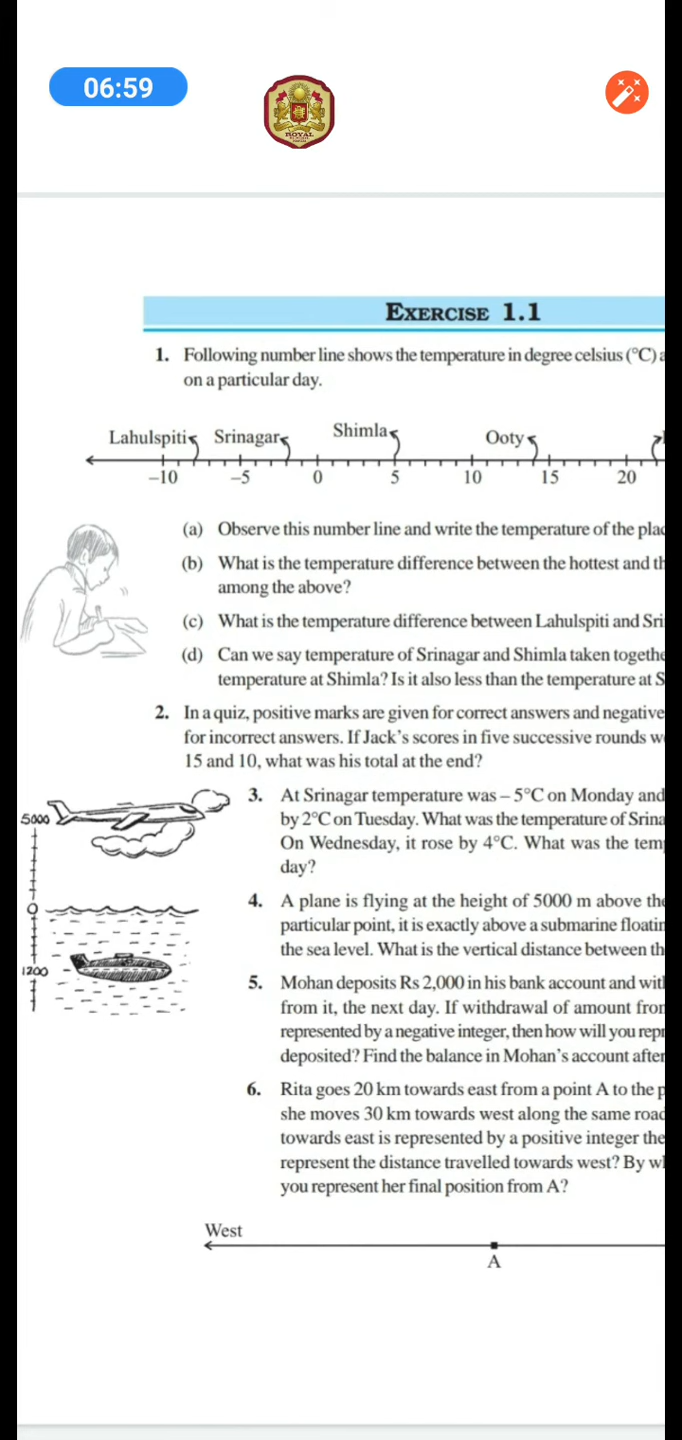 06:59
ROYAL
EXERCISE 1.1
1. Following number line shows the temperature in degree celsius (°C)
on a particular day.
Lahulspiti Srinagar Shimla Ooty
–10 –5 0 5 10 15 20
(a) Observe this number line and write the temperature of the
(b) What is the temperature difference between the hottest and
among the above?
(c) What is the temperature difference between Lahulspiti and
(d) Can we say temperature of Srinagar and Shimla taken
temperature at Shimla? Is it also less than the temperature at
2. In a quiz, positive marks are given for correct answers and negative
for incorrect answers. If Jack's scores in five successive rounds
15 and 10, what was his total at the end?
3. At Srinagar temperature was – 5°C on Monday and
by 2°C on Tuesday. What was the temperature of
On Wednesday, it rose by 4°C. What was the
day?
5000
0
1200
4. A plane is flying at the height of 5000 m above
particular point, it is exactly above a submarine
the sea level. What is the vertical distance between
5. Mohan deposits Rs 2,000 in his bank account and
from it, the next day. If withdrawal of amount
represented by a negative integer, then how will you
deposited? Find the balance in Mohan's account
6. Rita goes 20 km towards east from a point A to the
she moves 30 km towards west along the same
towards east is represented by a positive integer
represent the distance travelled towards west? By
you represent her final position from A?
West
A